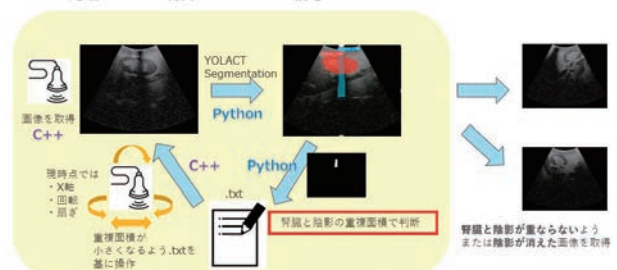 YOLACT
Segmentation
Python
画像を取得
C++
現時点では
・X軸
・回転
・扇ぎ
C++
Python
.txt
重複面積が
小さくなるよう.txtを
基に操作
腎臓と陰影の重複面積で判断
腎臓と陰影が重ならないよう
または陰影が消えた画像を取得